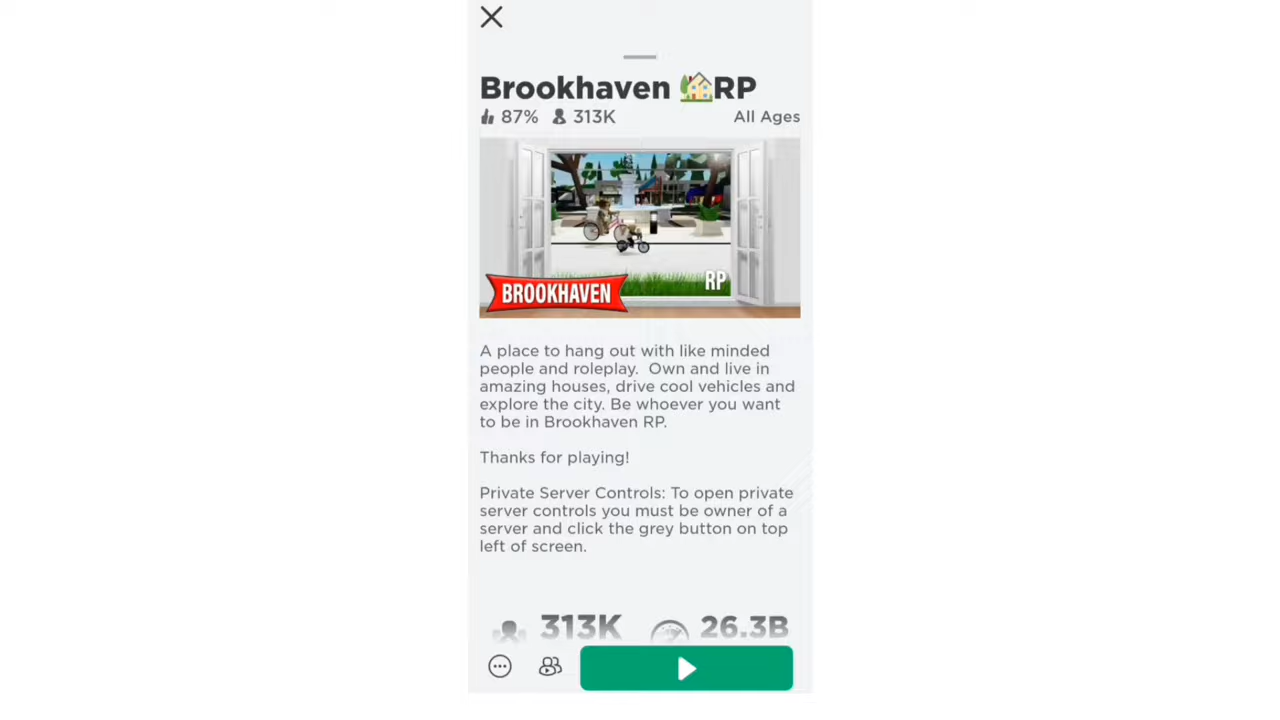 Brookhaven 🏡RP
87% 313K All Ages
RP
BROOKHAVEN
A place to hang out with like minded
people and roleplay.  Own and live in
amazing houses, drive cool vehicles and
explore the city. Be whoever you want
to be in Brookhaven RP.
Thanks for playing!
Private Server Controls: To open private
server controls you must be owner of a
server and click the grey button on top
left of screen.
313K 26.3B